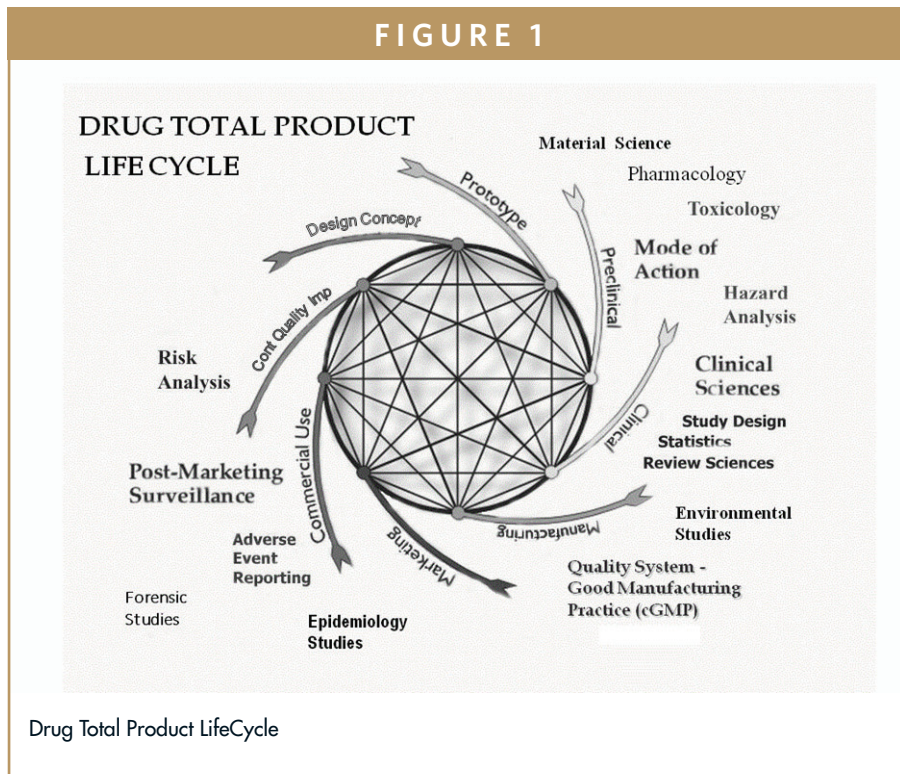 FIGURE 1
DRUG TOTAL PRODUCT
LIFE CYCLE
Design Concept
Prototype
Preclinical
Clinical
Manufacturing
Marketing
Commercial Use
Cont Quality Imp
Material Science
Pharmacology
Toxicology
Mode of
Action
Hazard
Analysis
Clinical
Sciences
Study Design
Statistics
Review Sciences
Environmental
Studies
Quality System -
Good Manufacturing
Practice (cGMP)
Epidemiology
Studies
Forensic
Studies
Adverse
Event
Reporting
Post-Marketing
Surveillance
Risk
Analysis
Drug Total Product LifeCycle